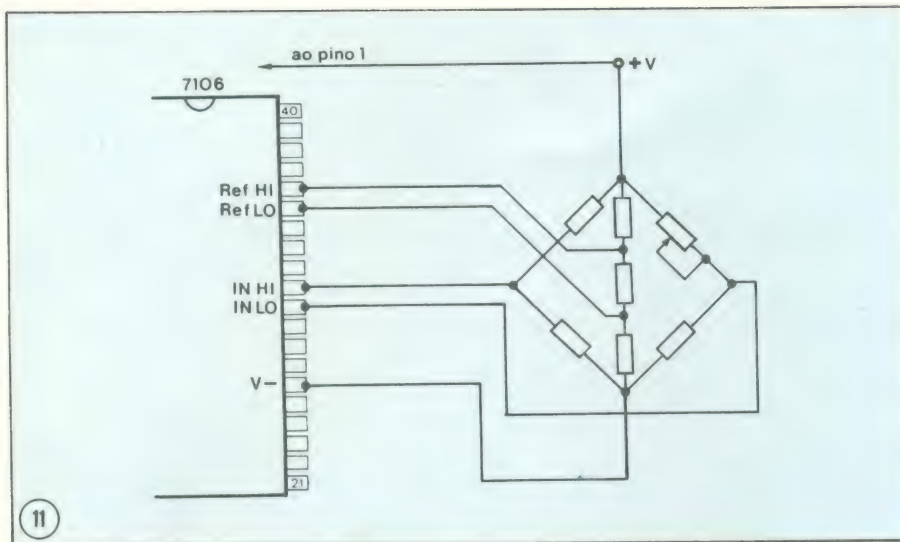 ao pino 1
+ V
7106
40
Ref HI
Ref LO
IN HI
IN LO
V-
21
11